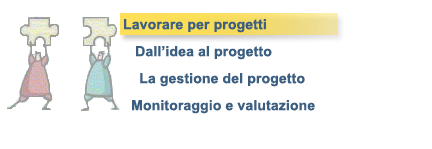 Lavorare per progetti
Dall'idea al progetto
La gestione del progetto
Monitoraggio e valutazione